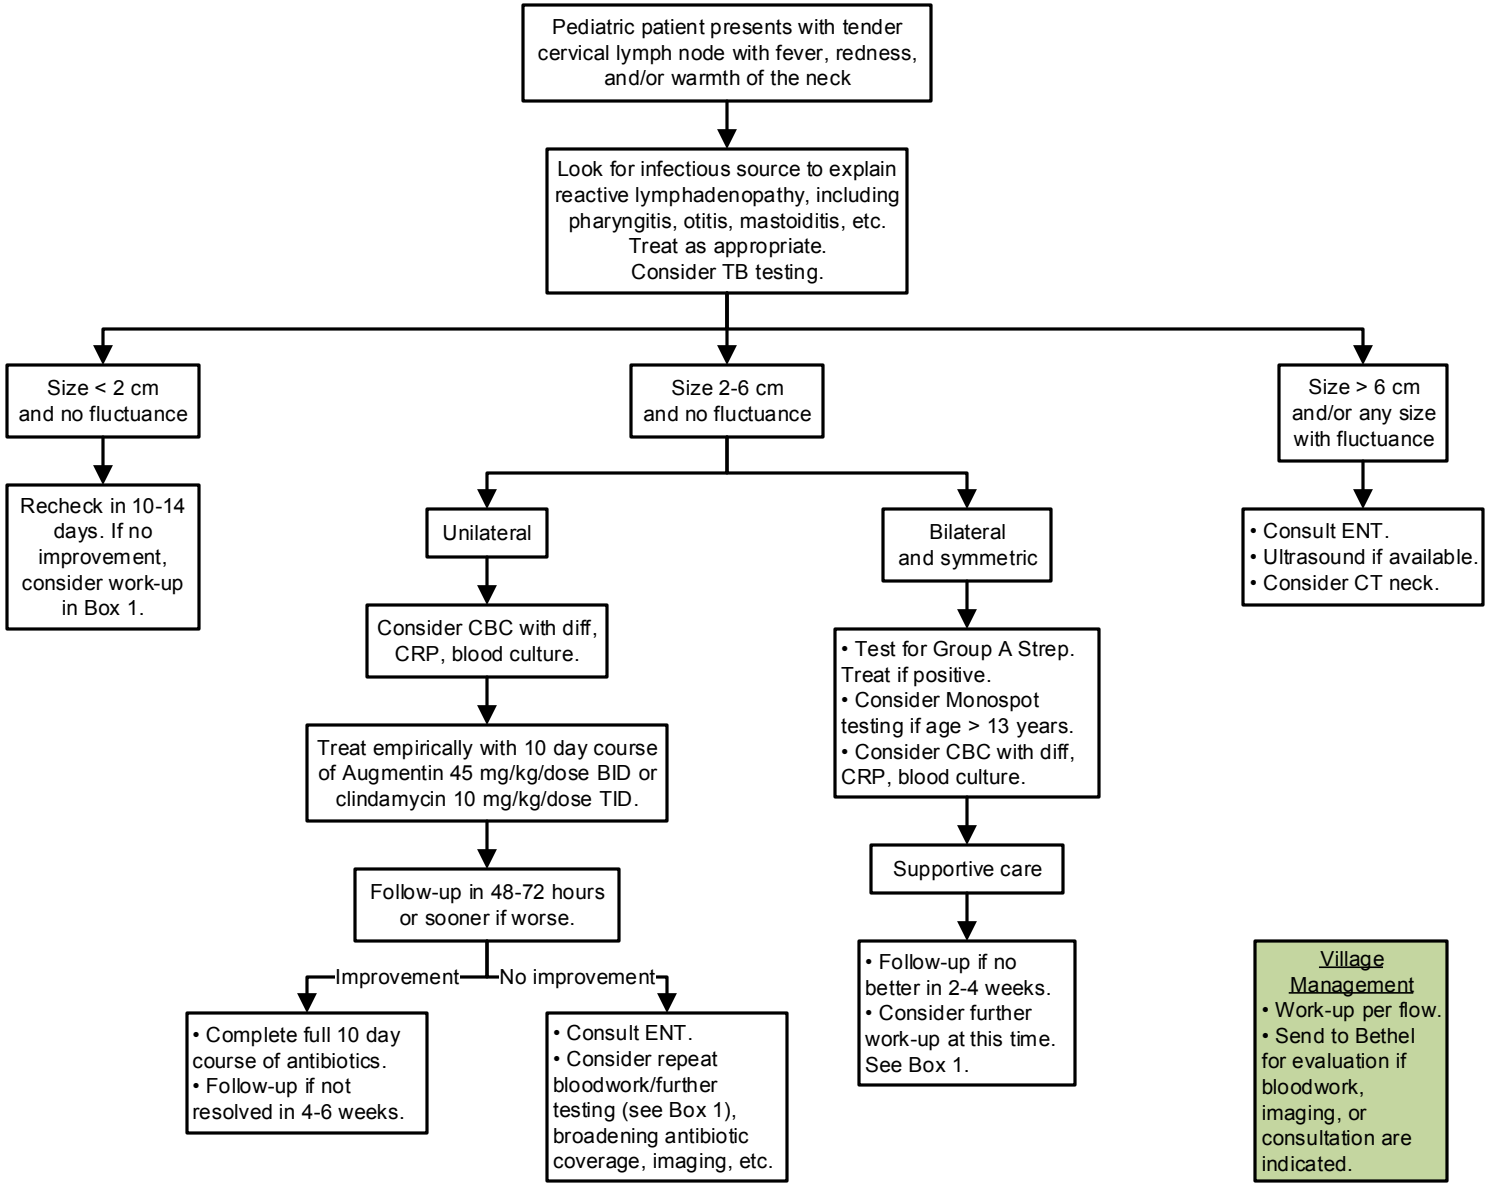 Pediatric patient presents with tender
cervical lymph node with fever, redness,
and/or warmth of the neck
Look for infectious source to explain
reactive lymphadenopathy, including
pharyngitis, otitis, mastoiditis, etc.
Treat as appropriate.
Consider TB testing.
Size < 2 cm
and no fluctuance
Recheck in 10-14
days. If no
improvement,
consider work-up
in Box 1.
Size 2-6 cm
and no fluctuance
Unilateral
Consider CBC with diff,
CRP, blood culture.
Treat empirically with 10 day course
of Augmentin 45 mg/kg/dose BID or
clindamycin 10 mg/kg/dose TID.
Follow-up in 48-72 hours
or sooner if worse.
Improvement
• Complete full 10 day
course of antibiotics.
• Follow-up if not
resolved in 4-6 weeks.
No improvement
• Consult ENT.
• Consider repeat
bloodwork/further
testing (see Box 1),
broadening antibiotic
coverage, imaging, etc.
Bilateral
and symmetric
• Test for Group A Strep.
Treat if positive.
• Consider Monospot
testing if age > 13 years.
• Consider CBC with diff,
CRP, blood culture.
Supportive care
• Follow-up if no
better in 2-4 weeks.
• Consider further
work-up at this time.
See Box 1.
Size > 6 cm
and/or any size
with fluctuance
• Consult ENT.
• Ultrasound if available.
• Consider CT neck.
Village
Management
• Work-up per flow.
• Send to Bethel
for evaluation if
bloodwork,
imaging, or
consultation are
indicated.